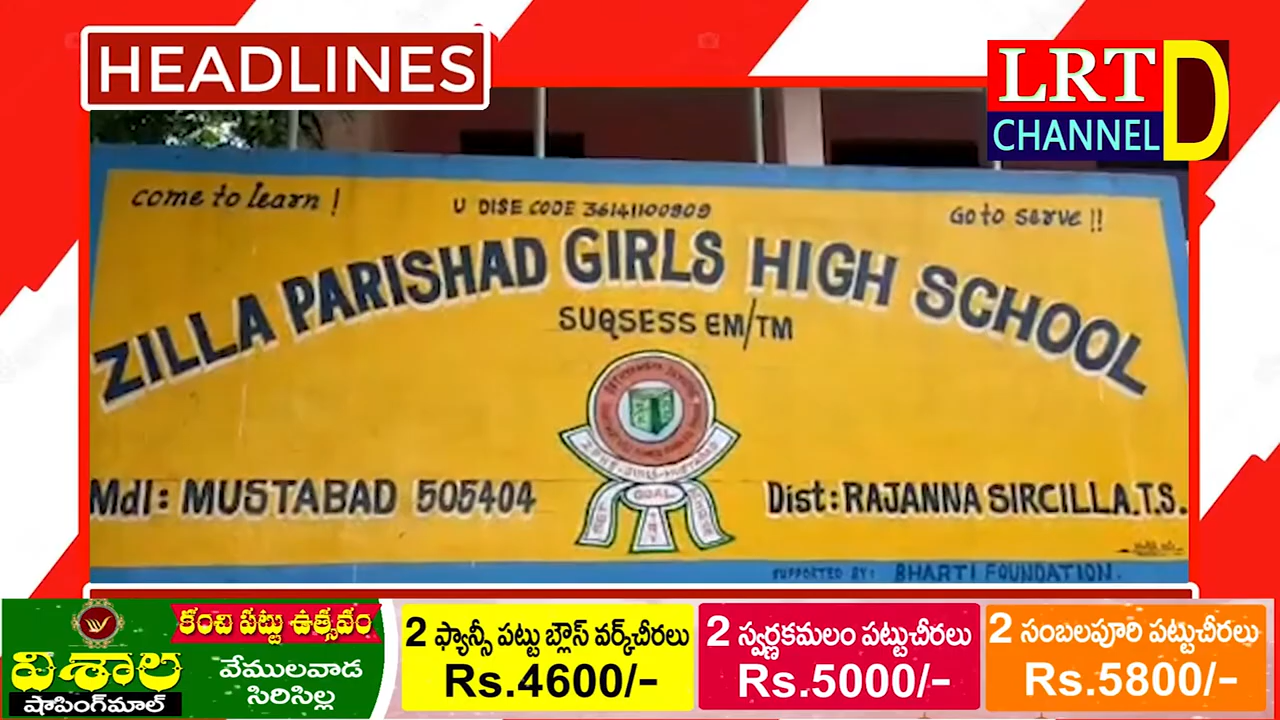 HEADLINES
LRT D
CHANNEL
come to learn !
U DISE CODE 36141100909
Go to serve !!
ZILLA PARISHAD GIRLS HIGH SCHOOL
SUQSESS EM/TM
Z.P.H.S-GIRLS-MUSTABAD
GOAL
Mdl: MUSTABAD 505404
Dist: RAJANNA SIRCILLA.T.S.
SUPPORTED BY: BHARTI FOUNDATION.
కంచి పట్టు ఉత్సవం
విశాల
షాపింగ్‌మాల్
వేములవాడ
సిరిసిల్ల
2 ఫ్యాన్సీ పట్టు బ్లౌస్ వర్క్‌చీరలు
Rs.4600/-
2 స్వర్ణకమలం పట్టుచీరలు
Rs.5000/-
2 సంబలపూరి పట్టుచీరలు
Rs.5800/-